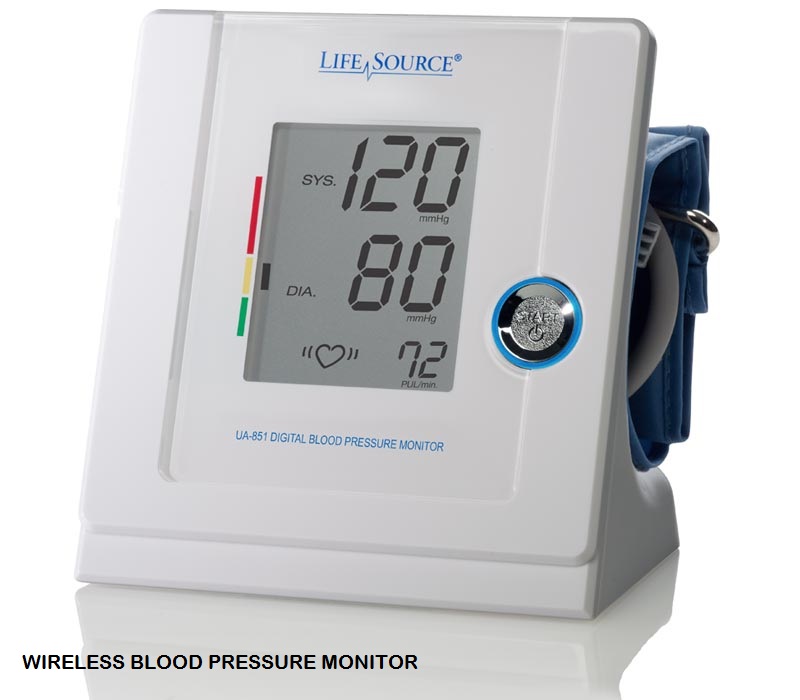 LIFE SOURCE®
SYS. 120
mmHg
DIA. 80
mmHg
72
PUL/min.
START
UA-851 DIGITAL BLOOD PRESSURE MONITOR
WIRELESS BLOOD PRESSURE MONITOR